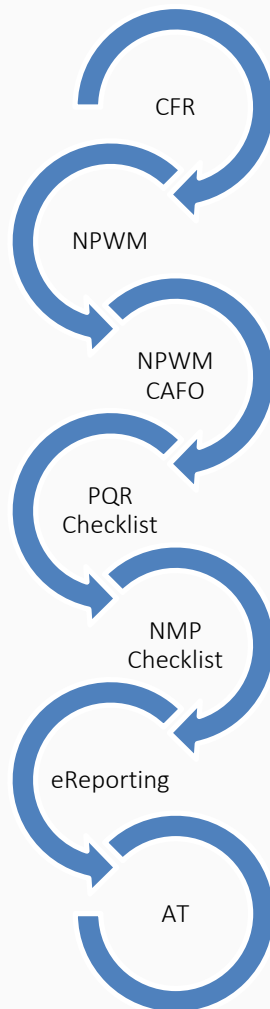 CFR
NPWM
NPWM
CAFO
PQR
Checklist
NMP
Checklist
eReporting
AT